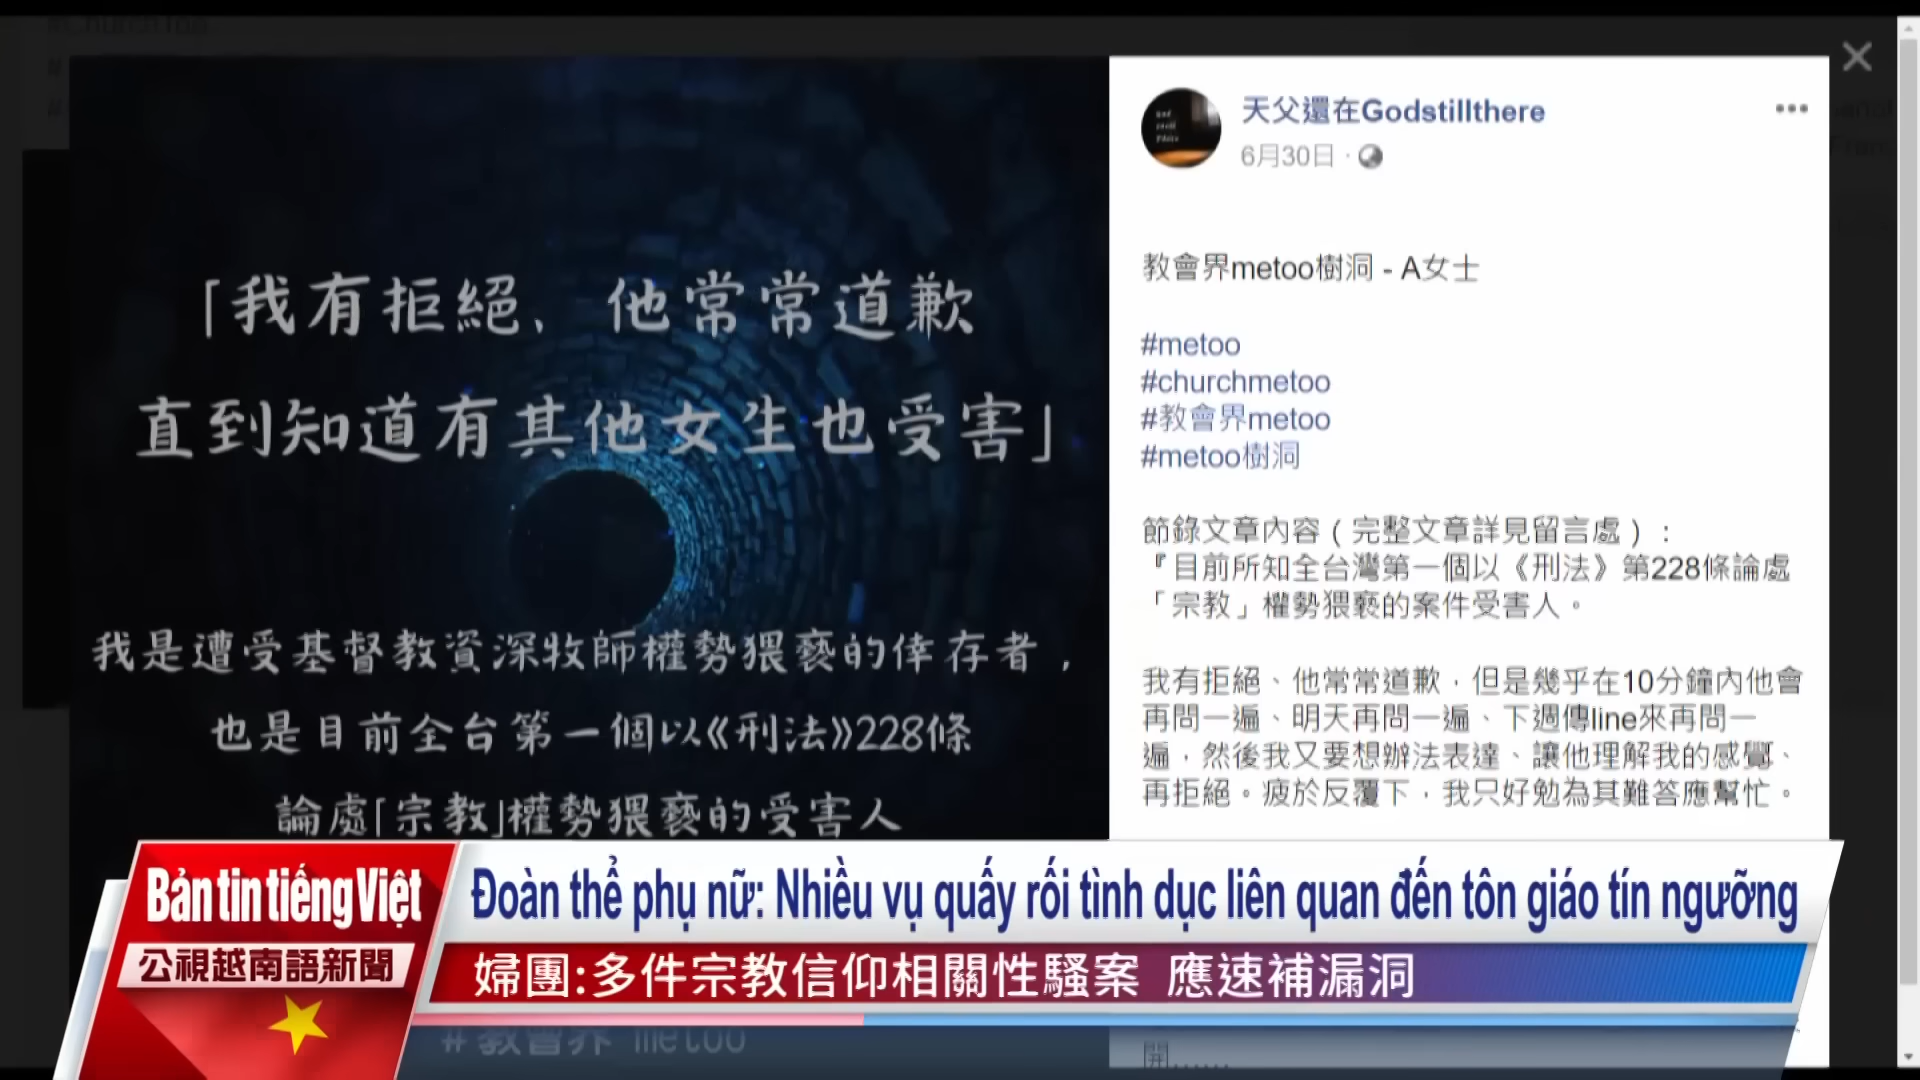 「我有拒絕、他常常道歉
直到知道有其他女生也受害」
我是遭受基督教資深牧師權勢猥褻的倖存者，
也是目前全台第一個以《刑法》228條
論處「宗教」權勢猥褻的受害人
天父還在Godstillthere
6月30日
教會界metoo樹洞 - A女士
#metoo
#churchmetoo
#教會界metoo
#metoo樹洞
節錄文章內容（完整文章詳見留言處）：
『目前所知全台灣第一個以《刑法》第228條論處
「宗教」權勢猥褻的案件受害人。
我有拒絕、他常常道歉，但是幾乎在10分鐘內他會
再問一遍、明天再問一遍、下週傳line來再問一
遍，然後我又要想辦法表達、讓他理解我的感覺、
再拒絕。疲於反覆下，我只好勉為其難答應幫忙。
Bản tin tiếng Việt
公視越南語新聞
Đoàn thể phụ nữ: Nhiều vụ quấy rối tình dục liên quan đến tôn giáo tín ngưỡng
婦團:多件宗教信仰相關性騷案 應速補漏洞
#教會界 metoo
開......